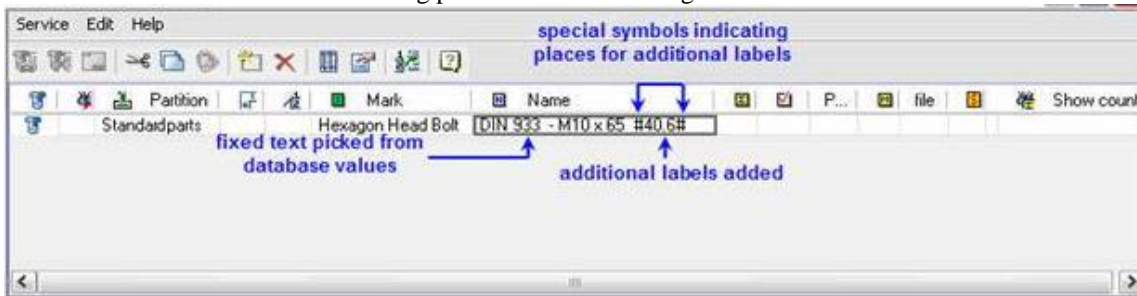 Service Edit Help
special symbols indicating
places for additional labels
Partition Mark Name P... file Show count
Standardparts Hexagon Head Bolt DIN 933 - M10 x 65 #40.6#
fixed text picked from
database values
additional labels added